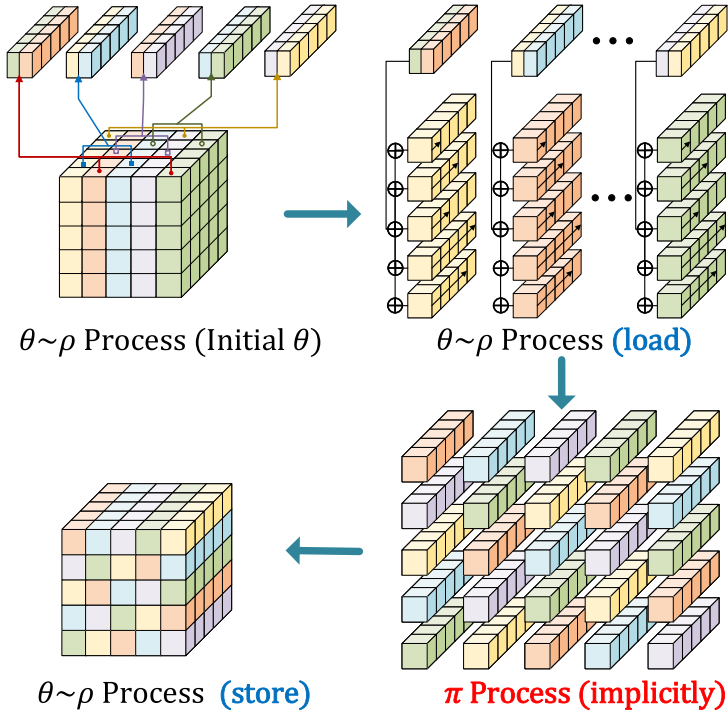 θ~ρ Process (Initial θ)
θ~ρ Process (load)
θ~ρ Process (store)
π Process (implicitly)